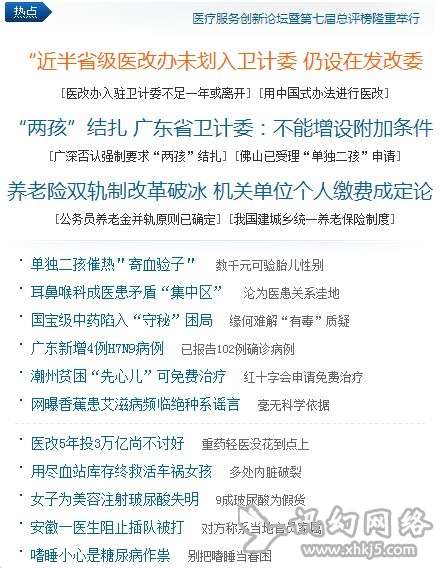 热点
医疗服务创新论坛暨第七届总评榜隆重举行
“近半省级医改办未划入卫计委 仍设在发改委
[医改办入驻卫计委不足一年或离开] [用中国式办法进行医改]
“两孩”结扎 广东省卫计委：不能增设附加条件
[广深否认强制要求“两孩”结扎] [佛山已受理“单独二孩”申请]
养老险双轨制改革破冰 机关单位个人缴费成定论
[公务员养老金并轨原则已确定] [我国建城乡统一养老保险制度]
单独二孩催热"寄血验子" 数千元可验胎儿性别
耳鼻喉科成医患矛盾“集中区” 沦为医患关系洼地
国宝级中药陷入“守秘”困局 缘何难解“有毒”质疑
广东新增4例H7N9病例 已报告102例确诊病例
潮州贫困“先心儿”可免费治疗 红十字会申请免费治疗
网曝香蕉患艾滋病频临绝种系谣言 毫无科学依据
医改5年投3万亿尚不讨好 重药轻医没花到点上
用尽血站库存终救活车祸女孩 多处内脏破裂
女子为美容注射玻尿酸失明 9成玻尿酸为假货
安徽一医生阻止插队被打 对方称系当地官员家属
嗜睡小心是糖尿病作祟 别把嗜睡当春困
迅幻网络
www.xhkj5.com